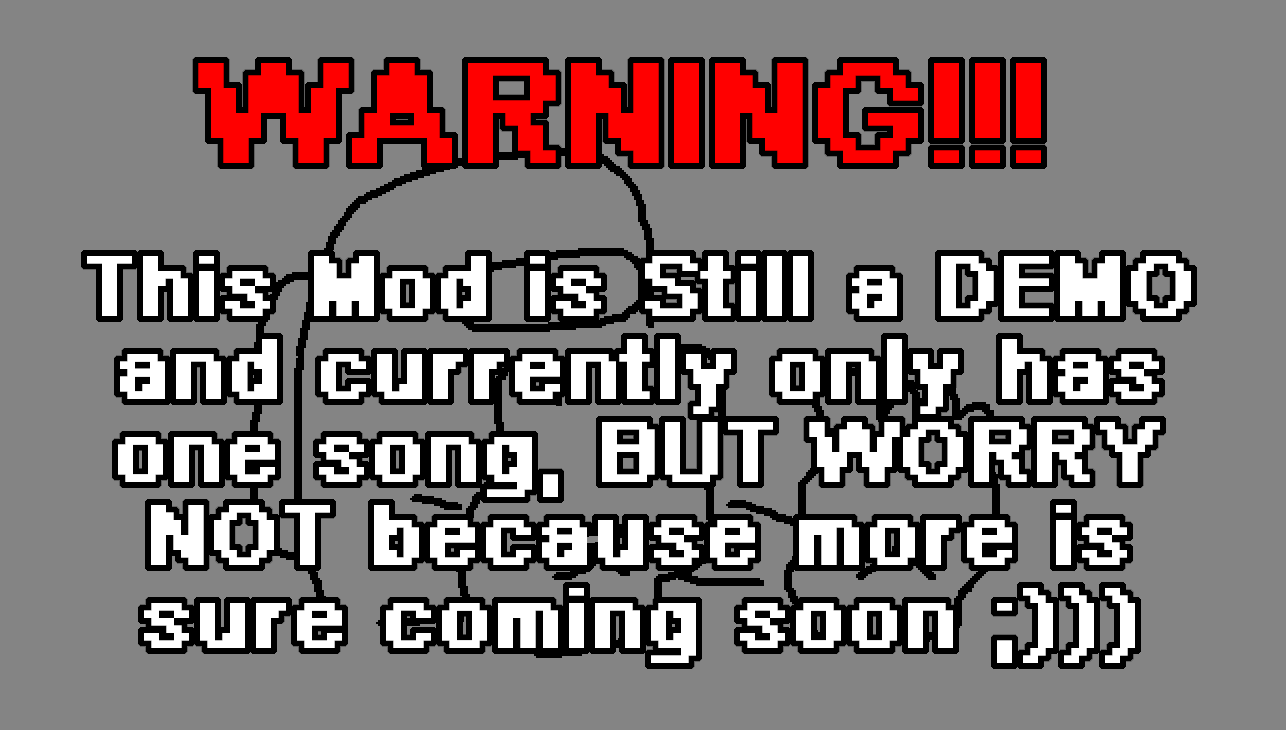 WARNING!!!
This Mod is Still a DEMO
and currently only has
one song, BUT WORRY
NOT because more is
sure coming soon ;)))